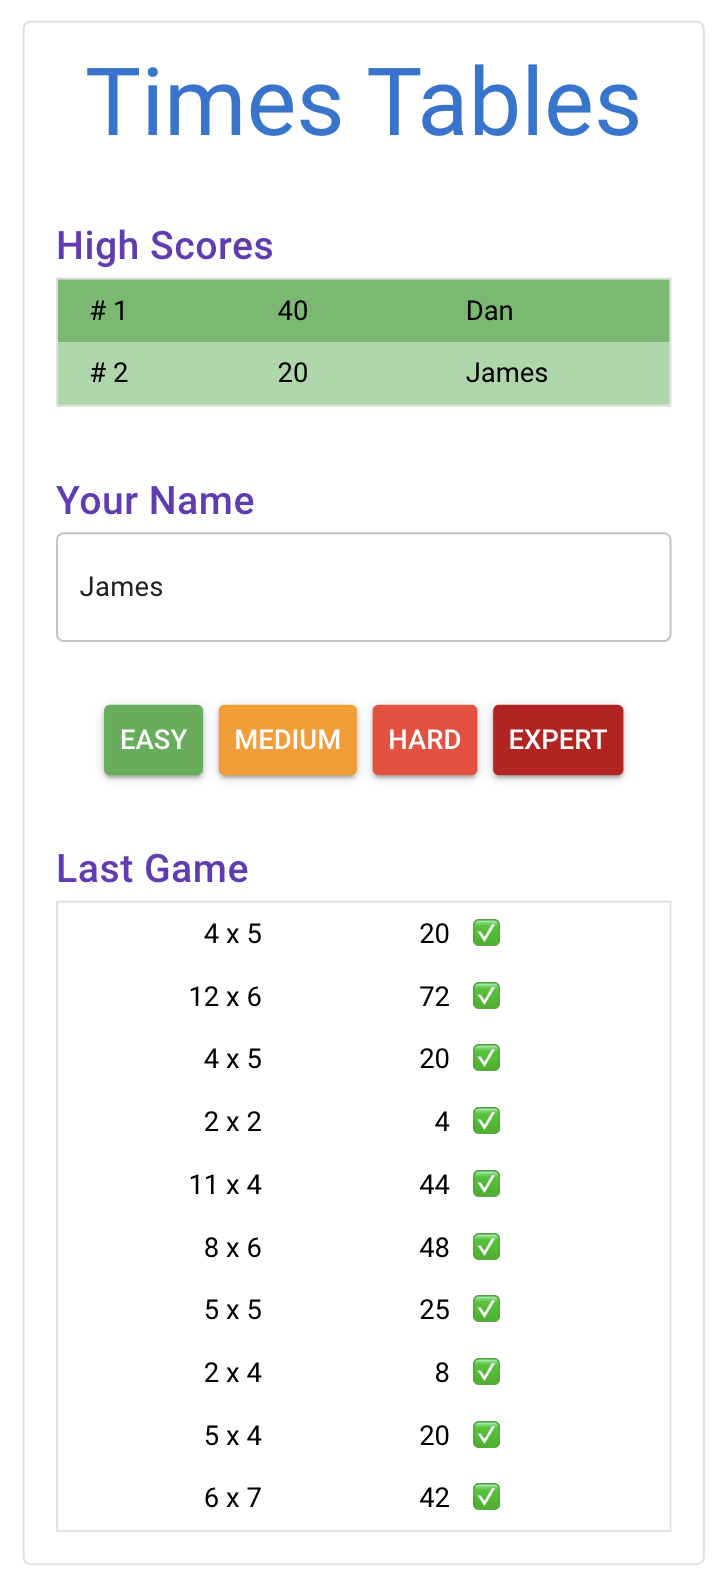 Times Tables
High Scores
# 1 40 Dan
# 2 20 James
Your Name
James
EASY MEDIUM HARD EXPERT
Last Game
4 x 5 20 ✅
12 x 6 72 ✅
4 x 5 20 ✅
2 x 2 4 ✅
11 x 4 44 ✅
8 x 6 48 ✅
5 x 5 25 ✅
2 x 4 8 ✅
5 x 4 20 ✅
6 x 7 42 ✅